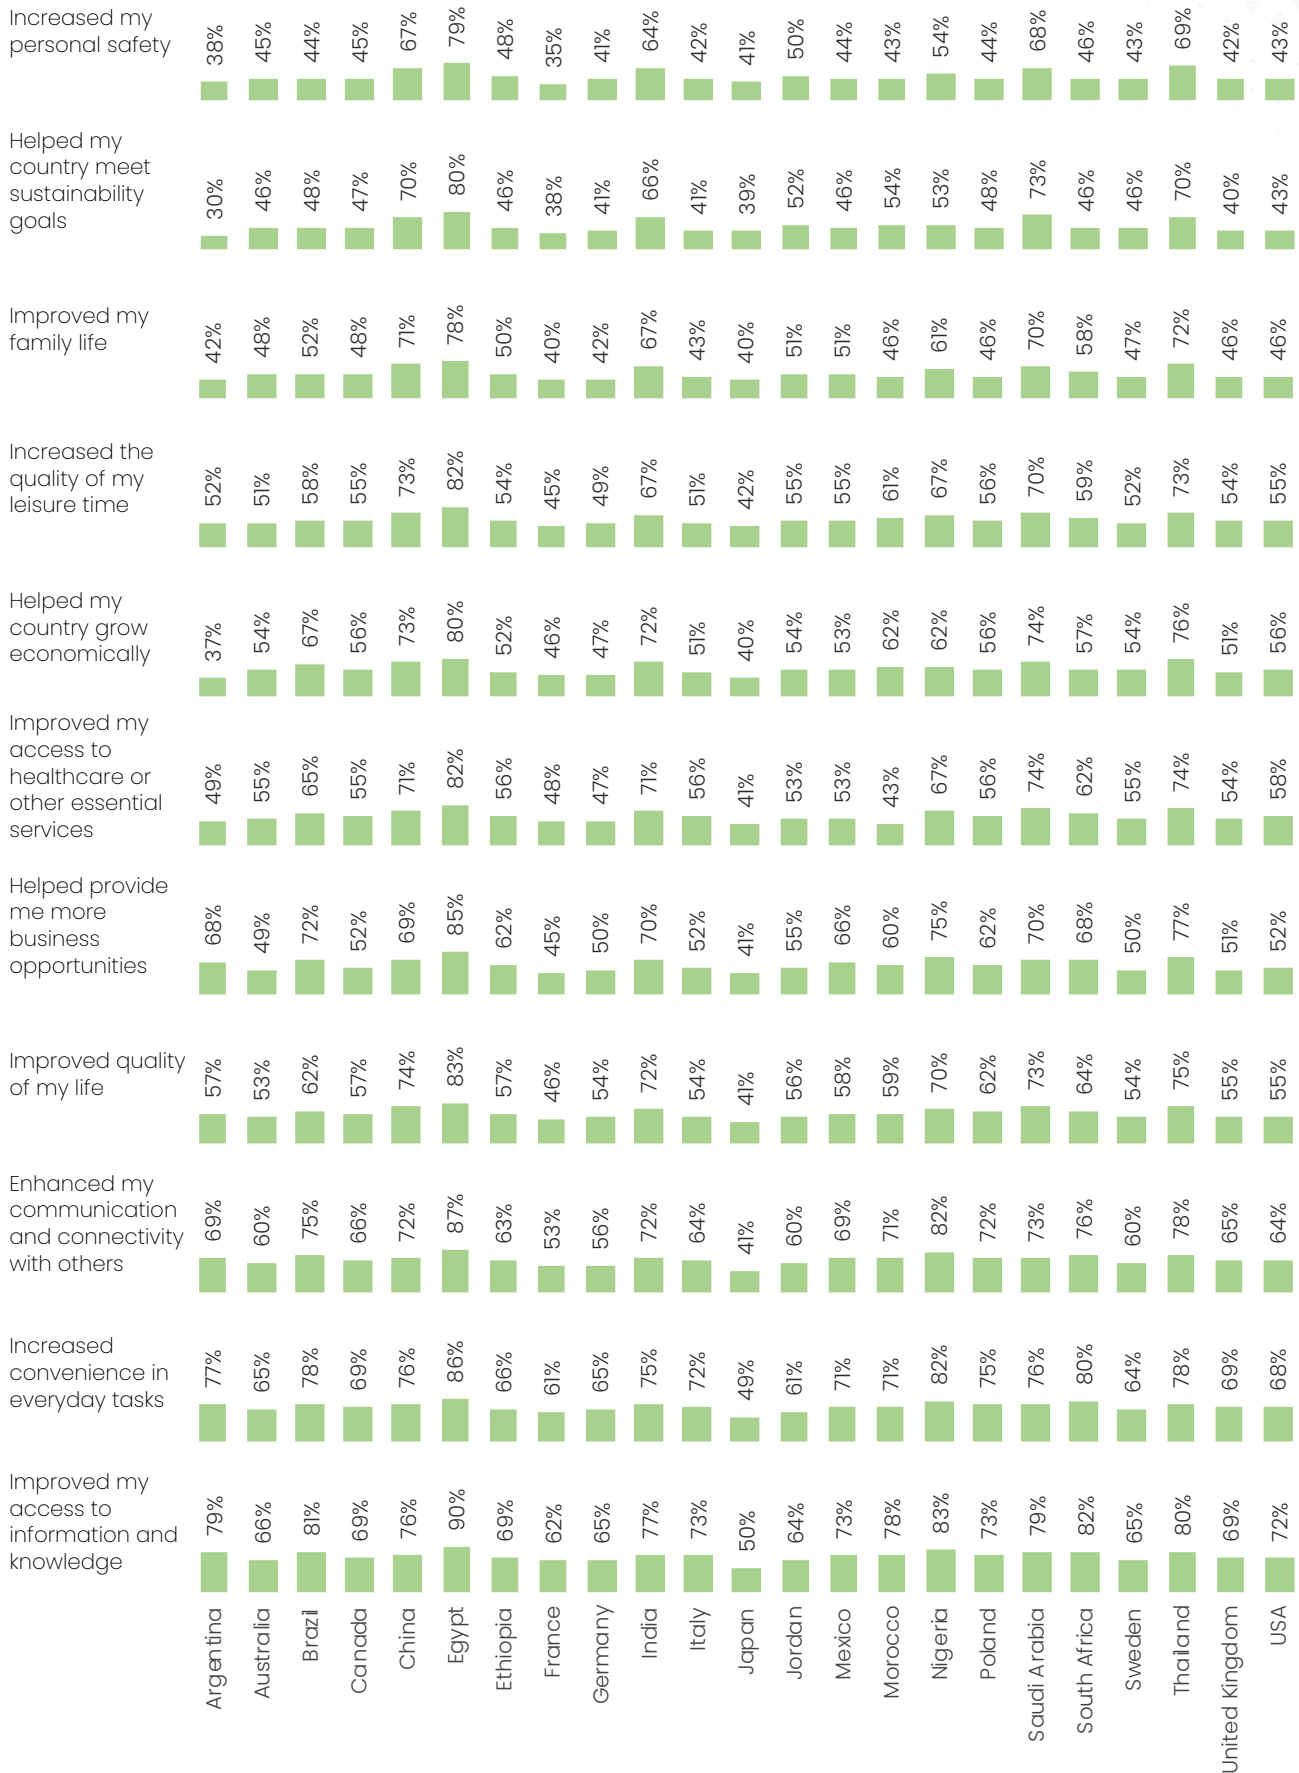 Increased my
personal safety
38% 45% 44% 45% 67% 79% 48% 35% 41% 64% 42% 41% 50% 44% 43% 54% 44% 68% 46% 43% 69% 42% 43%
Helped my
country meet
sustainability
goals
30% 46% 48% 47% 70% 80% 46% 38% 41% 66% 41% 39% 52% 46% 54% 53% 48% 73% 46% 46% 70% 40% 43%
Improved my
family life
42% 48% 52% 48% 71% 78% 50% 40% 42% 67% 43% 40% 51% 51% 46% 61% 46% 70% 58% 47% 72% 46% 46%
Increased the
quality of my
leisure time
52% 51% 58% 55% 73% 82% 54% 45% 49% 67% 51% 42% 55% 55% 61% 67% 56% 70% 59% 52% 73% 54% 55%
Helped my
country grow
economically
37% 54% 67% 56% 73% 80% 52% 46% 47% 72% 51% 40% 54% 53% 62% 62% 56% 74% 57% 54% 76% 51% 56%
Improved my
access to
healthcare or
other essential
services
49% 55% 65% 55% 71% 82% 56% 48% 47% 71% 56% 41% 53% 53% 43% 67% 56% 74% 62% 55% 74% 54% 58%
Helped provide
me more
business
opportunities
68% 49% 72% 52% 69% 85% 62% 45% 50% 70% 52% 41% 55% 66% 60% 75% 62% 70% 68% 50% 77% 51% 52%
Improved quality
of my life
57% 53% 62% 57% 74% 83% 57% 46% 54% 72% 54% 41% 56% 58% 59% 70% 62% 73% 64% 54% 75% 55% 55%
Enhanced my
communication
and connectivity
with others
69% 60% 75% 66% 72% 87% 63% 53% 56% 72% 64% 41% 60% 69% 71% 82% 72% 73% 76% 60% 78% 65% 64%
Increased
convenience in
everyday tasks
77% 65% 78% 69% 76% 86% 66% 61% 65% 75% 72% 49% 61% 71% 71% 82% 75% 76% 80% 64% 78% 69% 68%
Improved my
access to
information and
knowledge
79% 66% 81% 69% 76% 90% 69% 62% 65% 77% 73% 50% 64% 73% 78% 83% 73% 79% 82% 65% 80% 69% 72%
Argentina
Australia
Brazil
Canada
China
Egypt
Ethiopia
France
Germany
India
Italy
Japan
Jordan
Mexico
Morocco
Nigeria
Poland
Saudi Arabia
South Africa
Sweden
Thailand
United Kingdom
USA